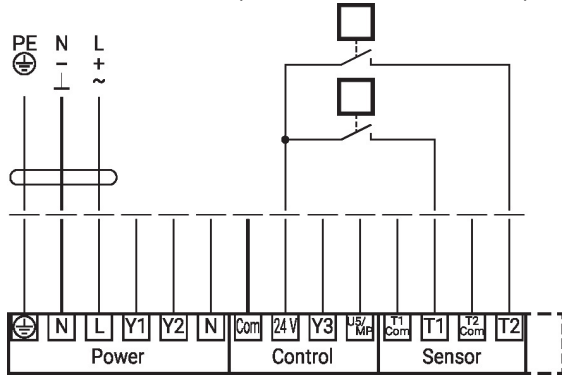 PE N L
- +
~
N L Y1 Y2 N Com 24 V Y3 U5/MP T1 Com T1 T2 Com T2
Power Control Sensor